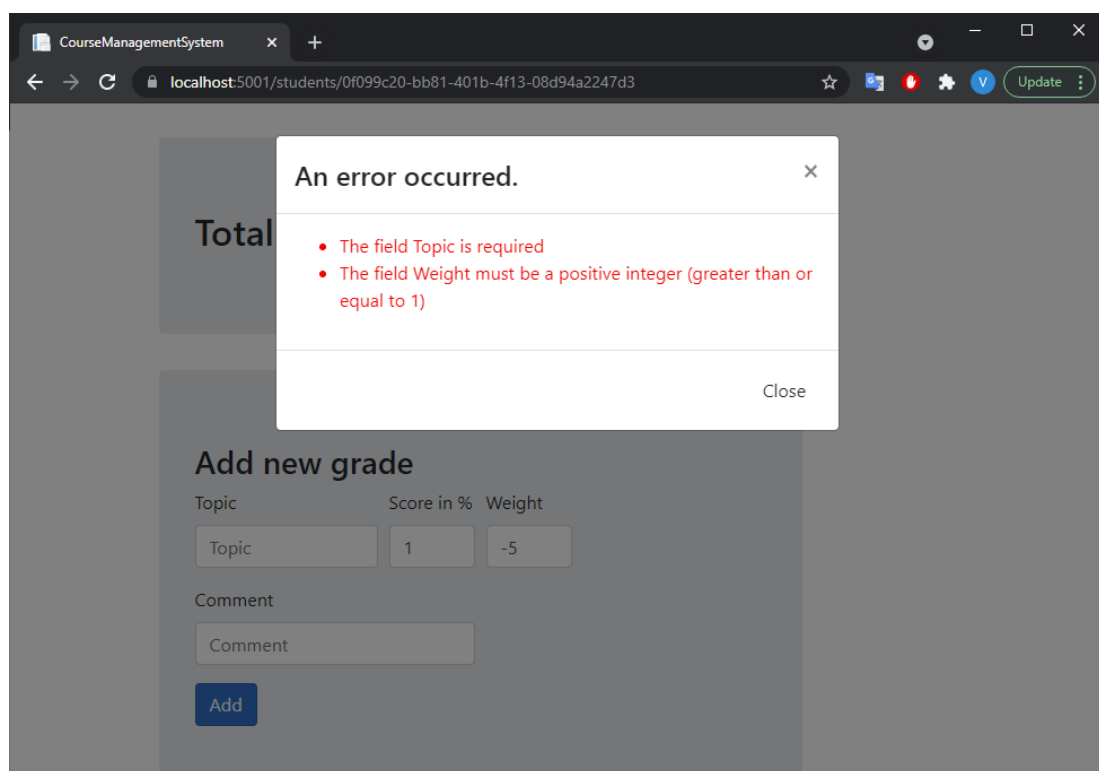 CourseManagementSystem
localhost:5001/students/0f099c20-bb81-401b-4f13-08d94a2247d3
V
Update
An error occurred.
×
Total
• The field Topic is required
• The field Weight must be a positive integer (greater than or
equal to 1)
Close
Add new grade
Topic Score in % Weight
Topic 1 -5
Comment
Comment
Add